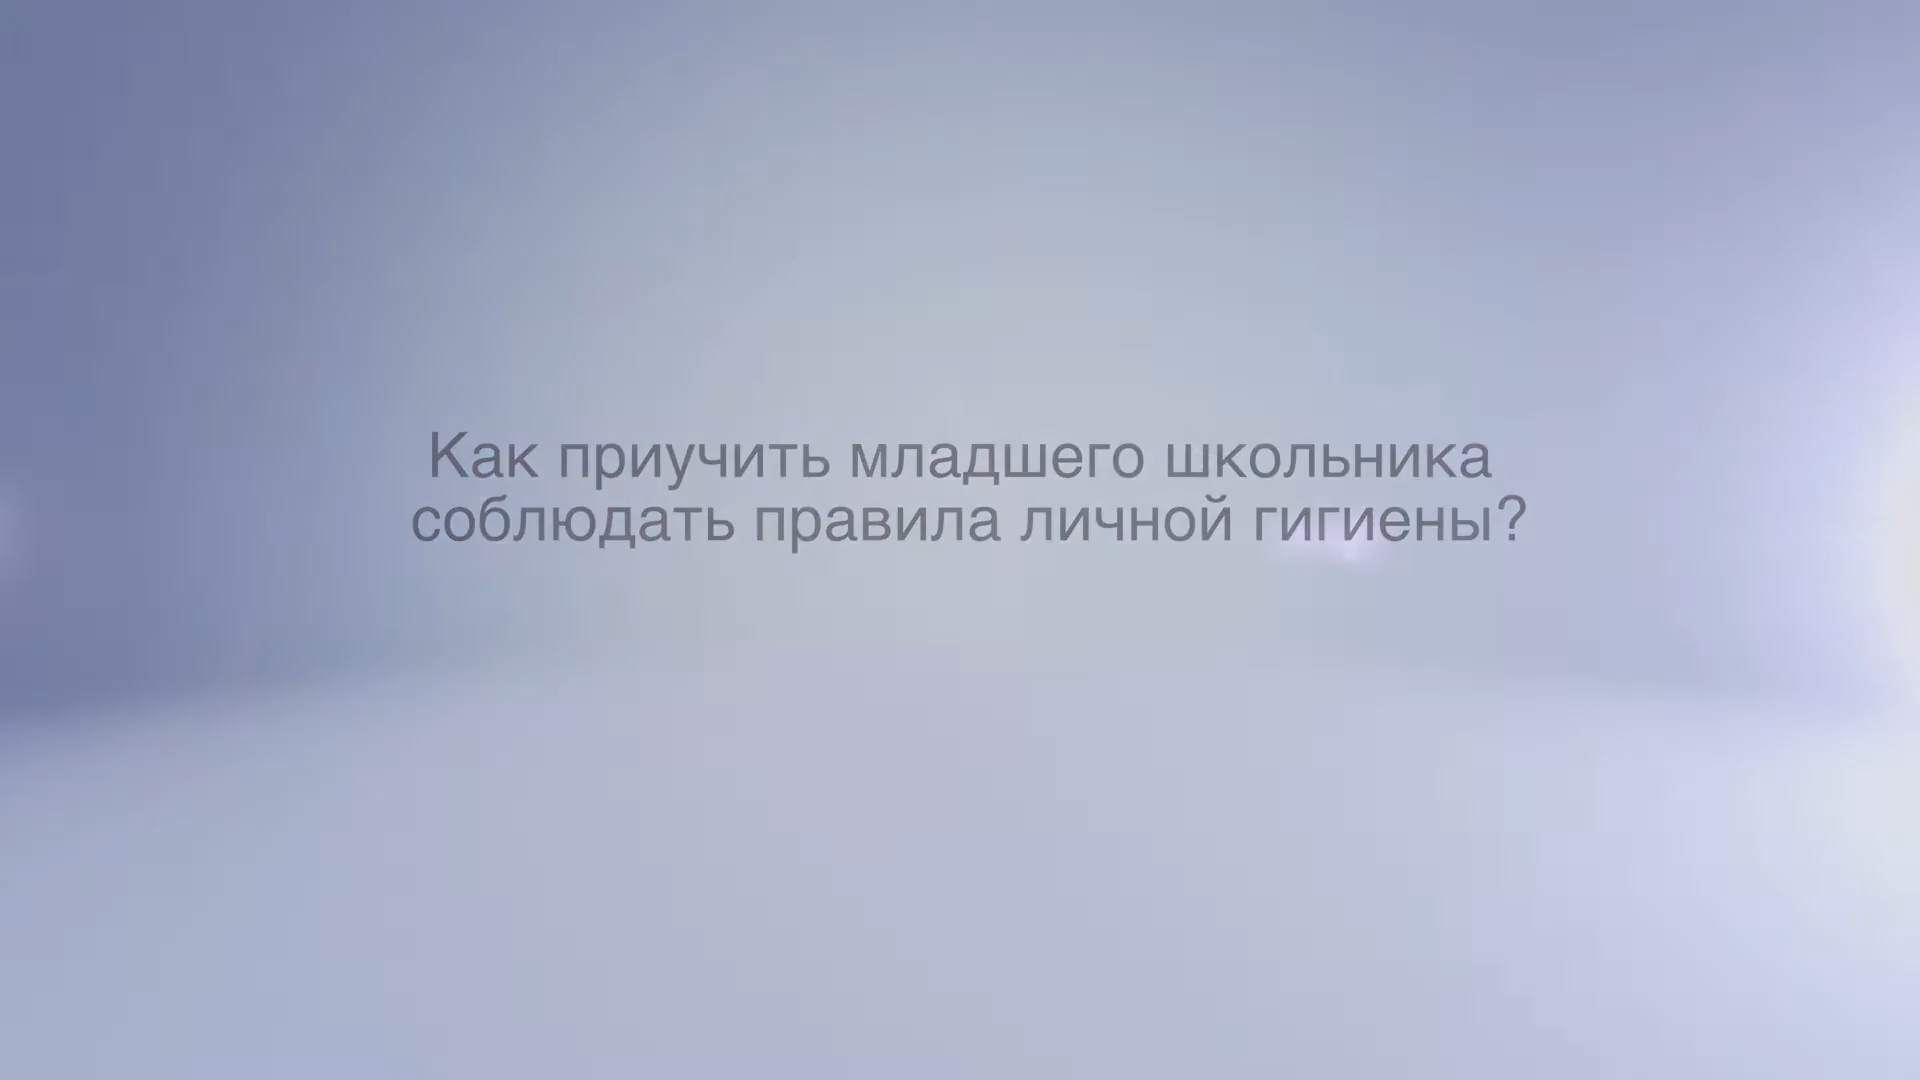 Как приучить младшего школьника
соблюдать правила личной гигиены?